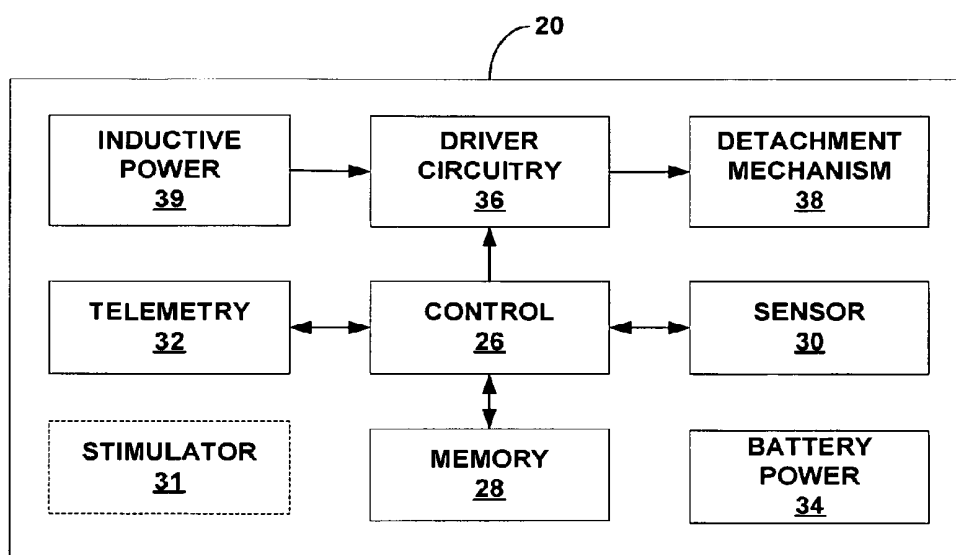 20
INDUCTIVE
POWER
39
DRIVER
CIRCUITRY
36
DETACHMENT
MECHANISM
38
TELEMETRY
32
CONTROL
26
SENSOR
30
STIMULATOR
31
MEMORY
28
BATTERY
POWER
34